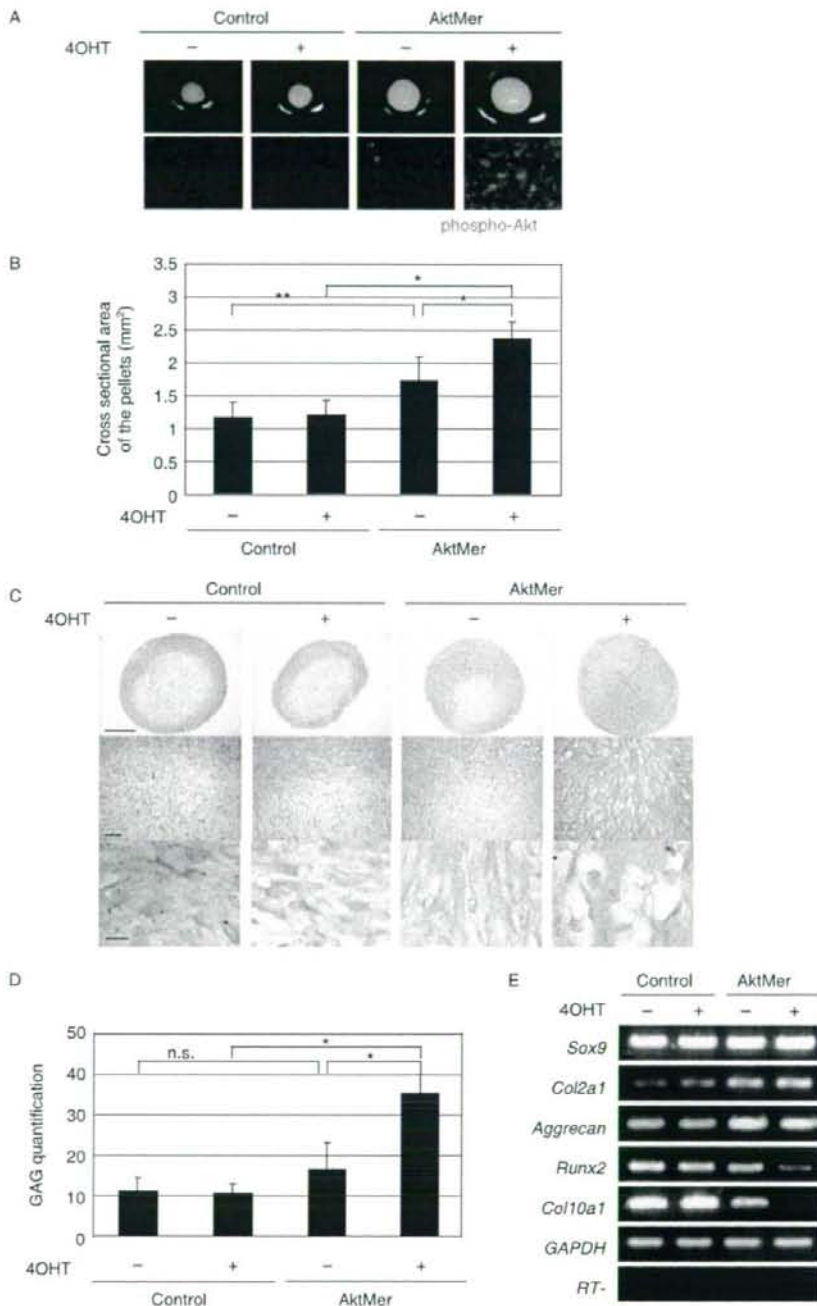 A
Control AktMer
4OHT − + − +
phospho-Akt
B
Cross sectional area
of the pellets (mm²)
3.5
3
2.5
2
1.5
1
0.5
0
** * *
4OHT − + − +
Control AktMer
C
Control AktMer
4OHT − + − +
D
GAG quantification
50
40
30
20
10
0
n.s. * *
4OHT − + − +
Control AktMer
E
Control AktMer
4OHT − + − +
Sox9
Col2a1
Aggrecan
Runx2
Col10a1
GAPDH
RT-